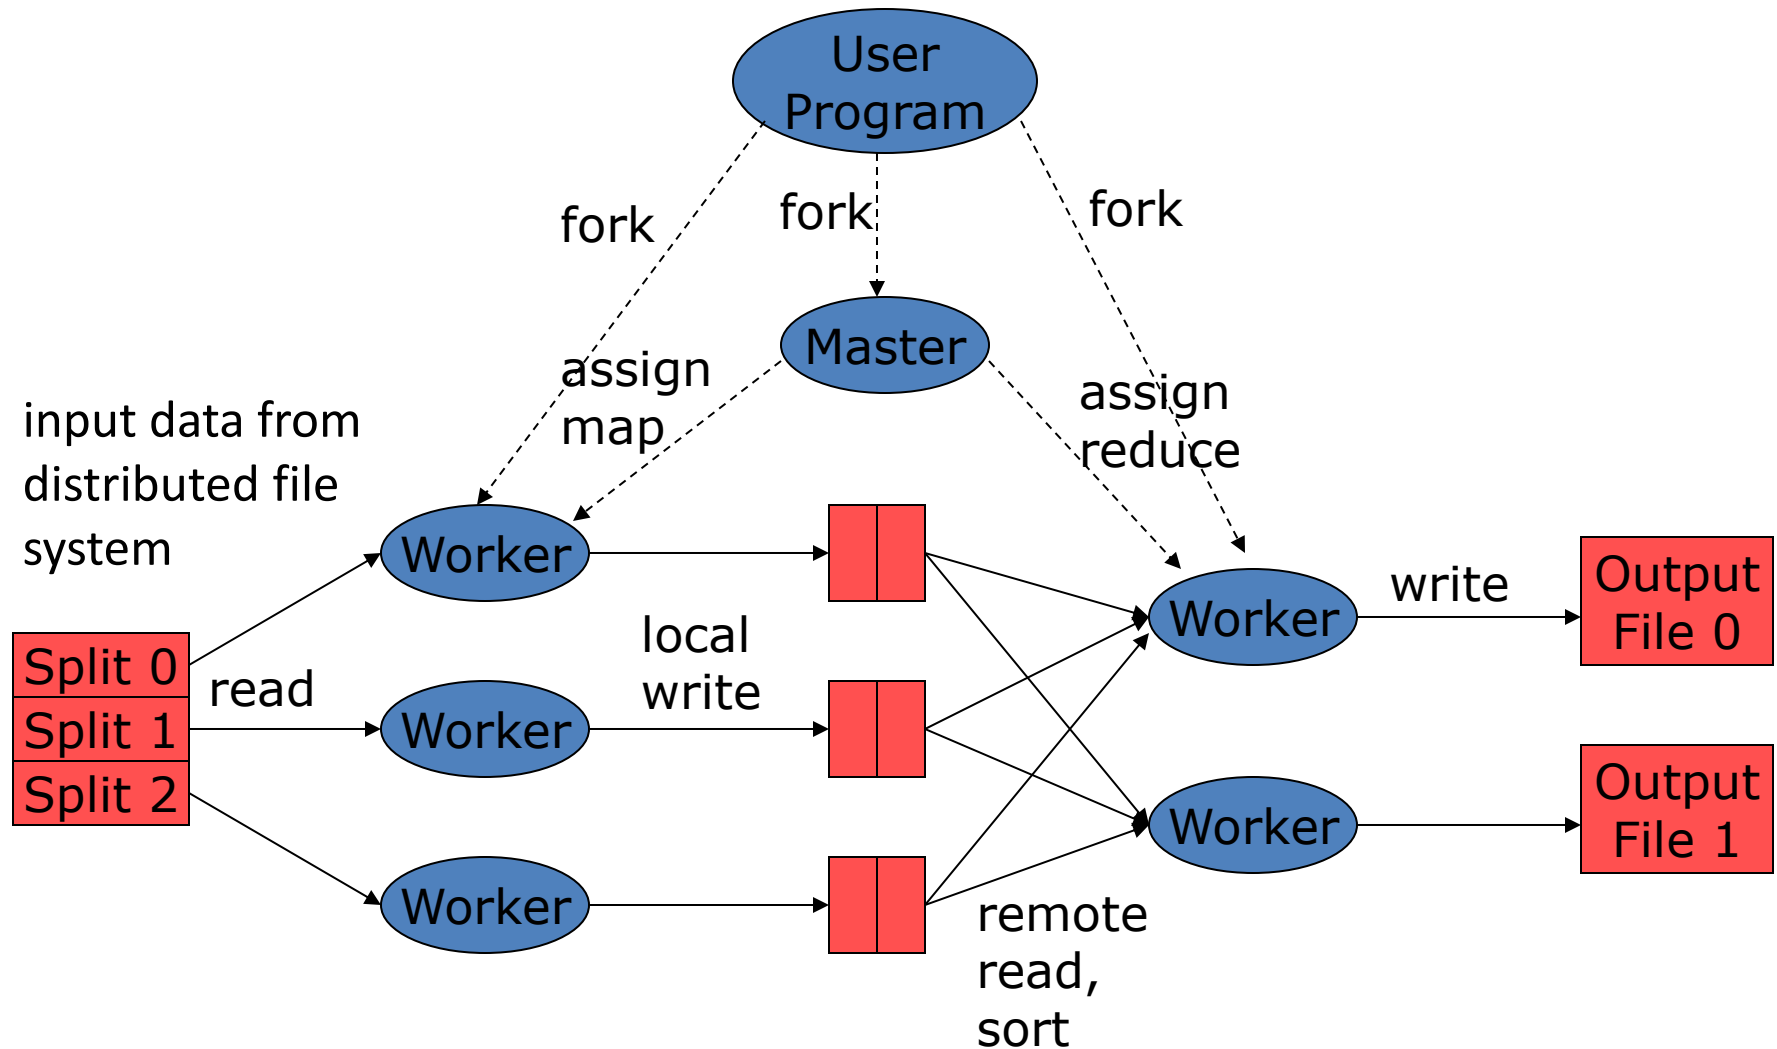 User
Program
fork
fork
fork
Master
assign
map
assign
reduce
input data from
distributed file
system
Worker
Worker
Worker
Split 0
Split 1
Split 2
read
local
write
Worker
Worker
write
Output
File 0
Output
File 1
remote
read,
sort